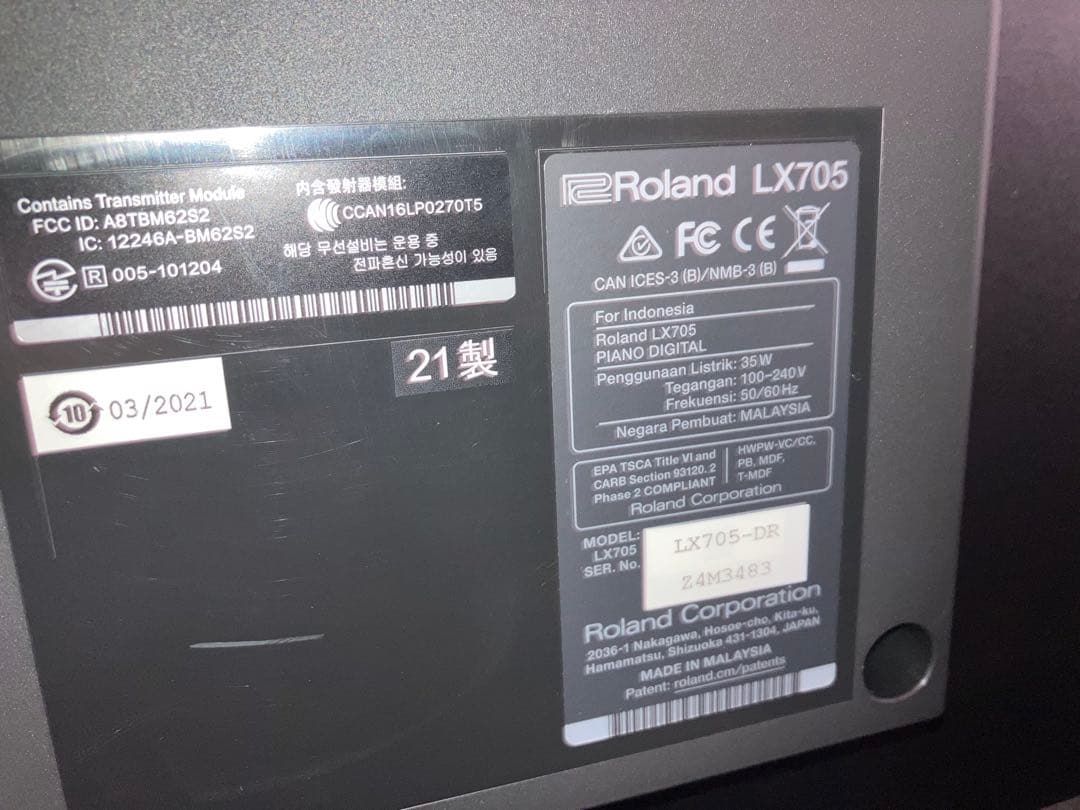 Contains Transmitter Module
FCC ID: A8TBM62S2
IC: 12246A-BM62S2
R 005-101204
內含發射器模組:
CCAN16LP0270T5
해당 무선설비는 운용 중
전파혼신 가능성이 있음
21製
10 03/2021
Roland LX705
FC CE
CAN ICES-3 (B)/NMB-3 (B)
For Indonesia
Roland LX705
PIANO DIGITAL
Penggunaan Listrik: 35W
Tegangan: 100~240V
Frekuensi: 50/60Hz
Negara Pembuat: MALAYSIA
EPA TSCA Title VI and
CARB Section 93120.2
Phase 2 COMPLIANT
HWPW-VC/CC,
PB, MDF,
T-MDF
Roland Corporation
MODEL:
LX705
SER. No.
LX705-DR
Z4M3483
Roland Corporation
2036-1 Nakagawa, Hosoe-cho, Kita-ku,
Hamamatsu, Shizuoka 431-1304, JAPAN
MADE IN MALAYSIA
Patent: roland.cm/patents